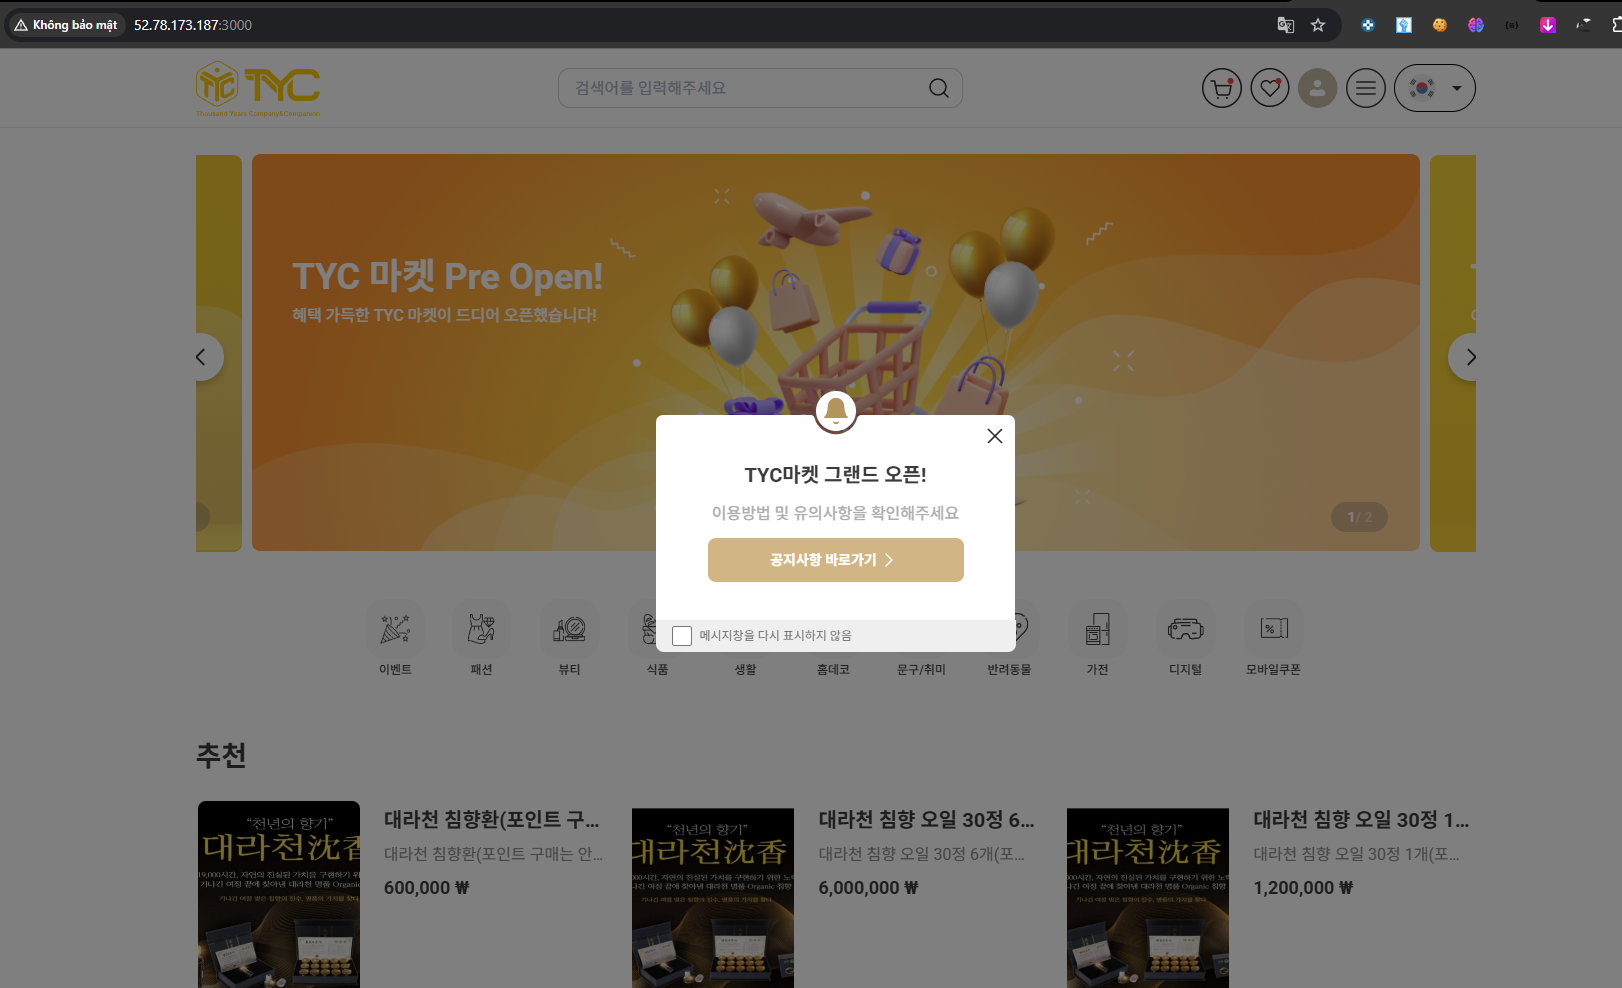 Không bảo mật
52.78.173.187:3000
TYC
TYC
Thousand Years Company&Companion
검색어를 입력해주세요
TYC 마켓 Pre Open!
혜택 가득한 TYC 마켓이 드디어 오픈했습니다!
TYC마켓 그랜드 오픈!
이용방법 및 유의사항을 확인해주세요
공지사항 바로가기
메시지창을 다시 표시하지 않음
1/ 2
이벤트
패션
뷰티
식품
생활
홈데코
문구/취미
반려동물
가전
디지털
모바일쿠폰
추천
“천년의 향기”
대라천沈香
대라천 침향환(포인트 구...
대라천 침향환(포인트 구매는 안...
600,000 ₩
“천년의 향기”
대라천沈香
대라천 침향 오일 30정 6...
대라천 침향 오일 30정 6개(포...
6,000,000 ₩
“천년의 향기”
대라천沈香
대라천 침향 오일 30정 1...
대라천 침향 오일 30정 1개(포...
1,200,000 ₩